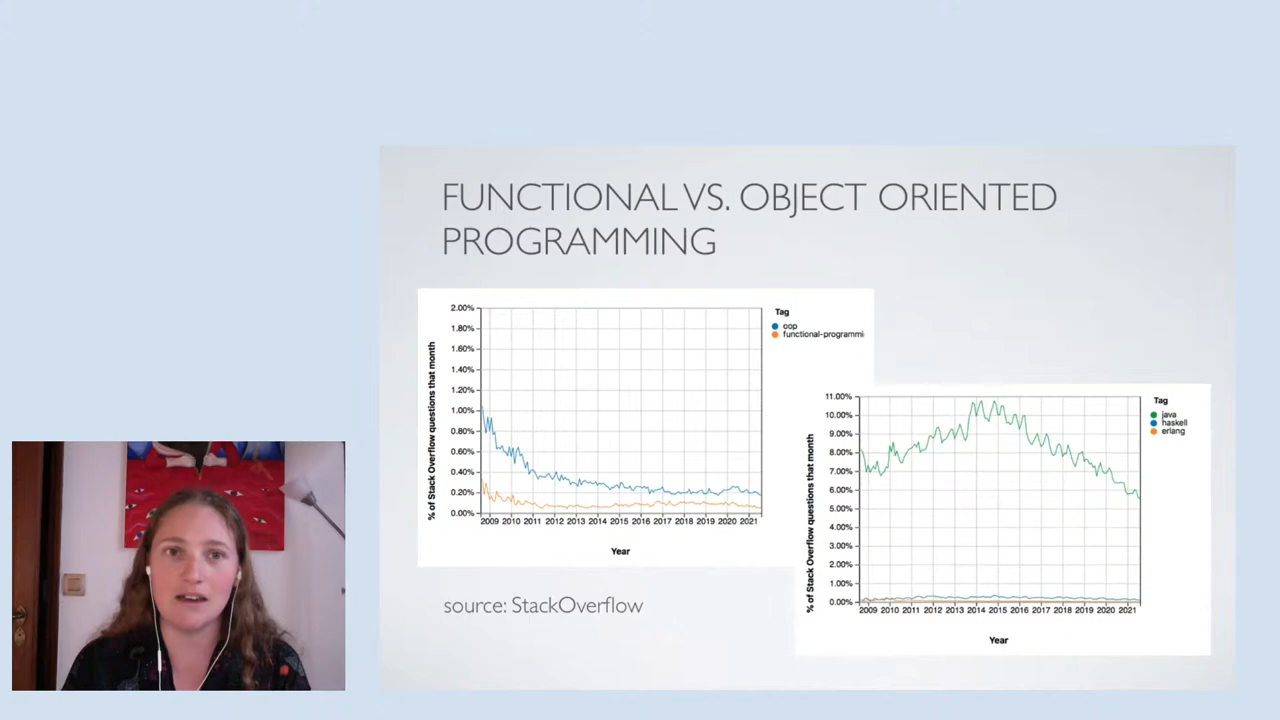 FUNCTIONAL VS. OBJECT ORIENTED
PROGRAMMING
2.00%
1.80%
1.60%
1.40%
1.20%
1.00%
0.80%
0.60%
0.40%
0.20%
0.00%
% of Stack Overflow questions that month
2009 2010 2011 2012 2013 2014 2015 2016 2017 2018 2019 2020 2021
Year
Tag
oop
functional-programmi
11.00%
10.00%
9.00%
8.00%
7.00%
6.00%
5.00%
4.00%
3.00%
2.00%
1.00%
0.00%
% of Stack Overflow questions that month
2009 2010 2011 2012 2013 2014 2015 2016 2017 2018 2019 2020 2021
Year
Tag
java
haskell
erlang
source: StackOverflow